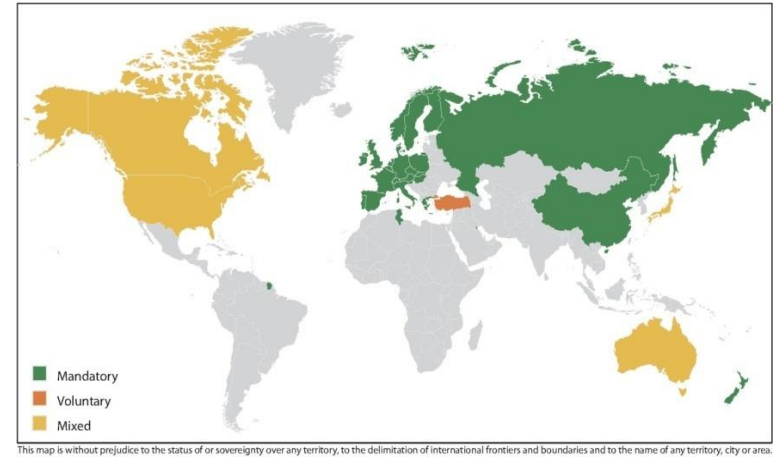 Mandatory
Voluntary
Mixed
This map is without prejudice to the status of or sovereignty over any territory, to the delimitation of international frontiers and boundaries and to the name of any territory, city or area.